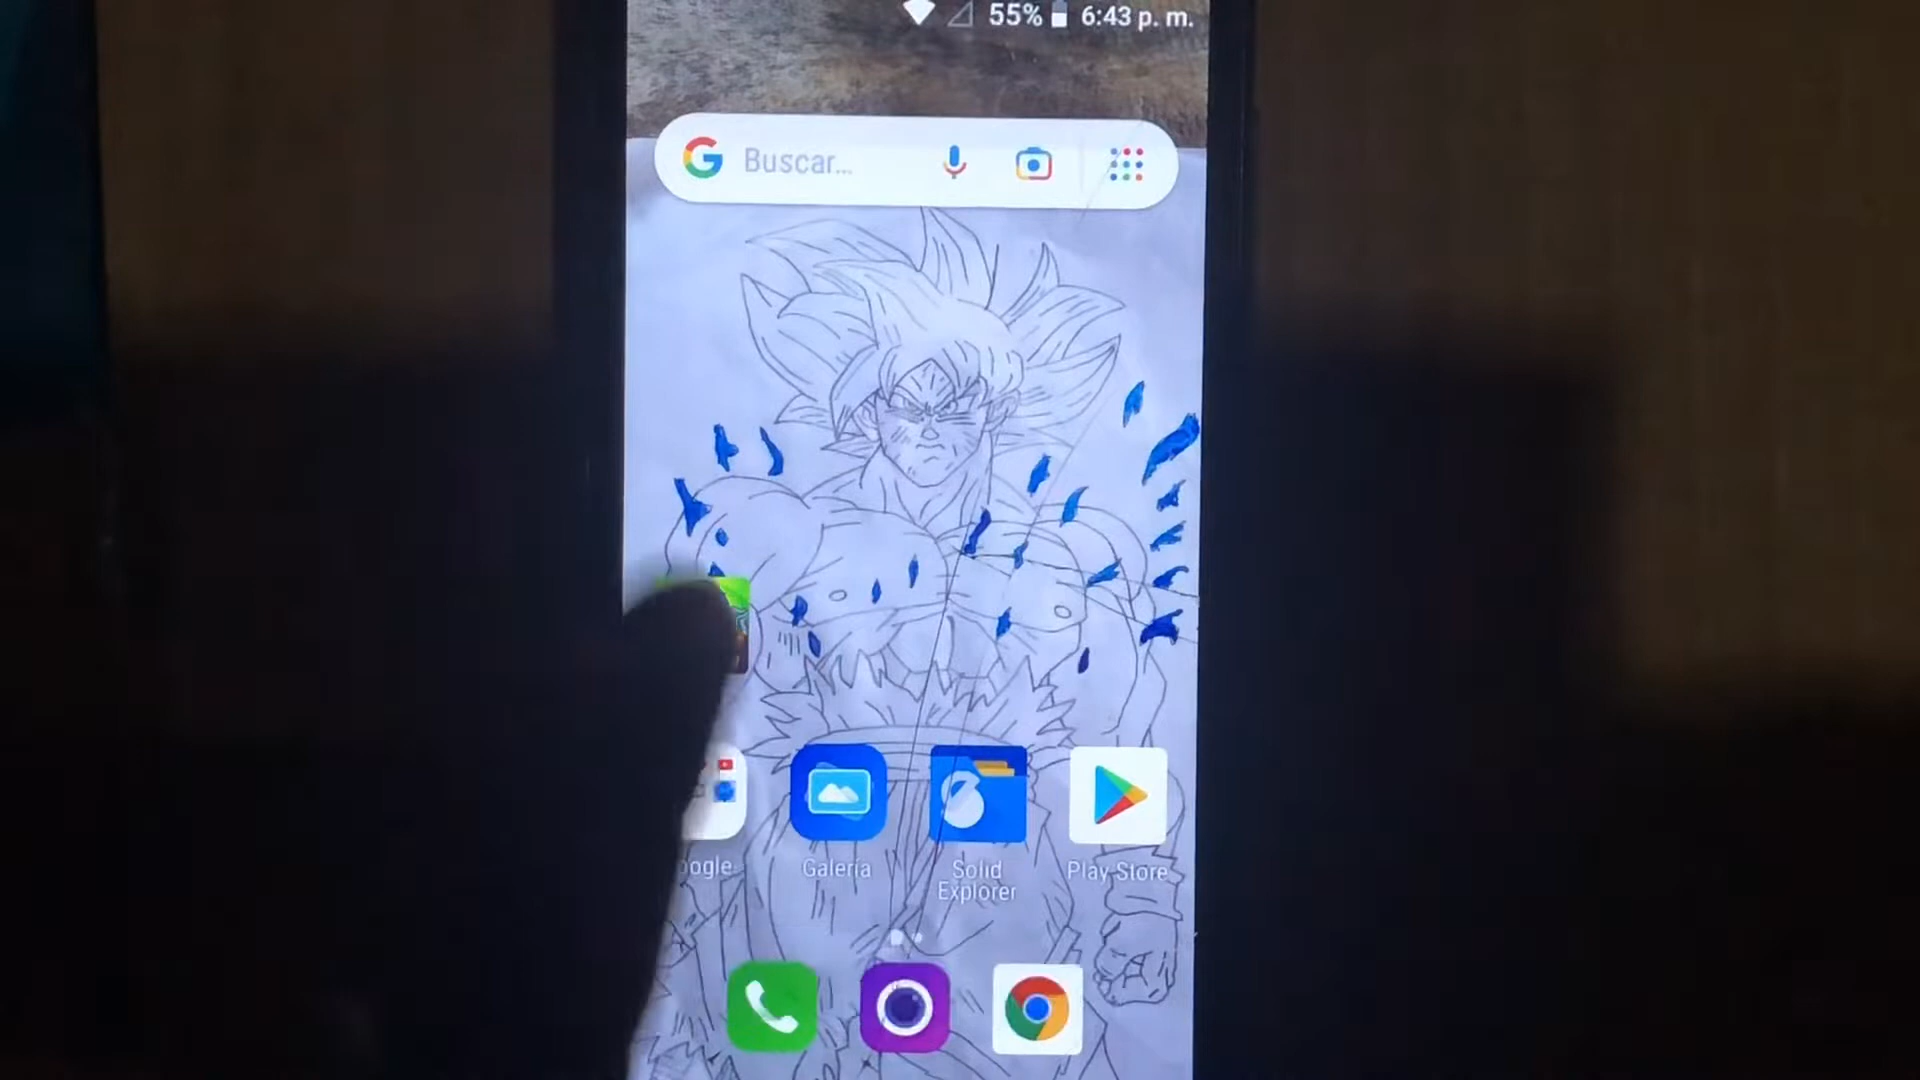 55% 6:43 p. m.
G Buscar...
oogle
Galería
Solid
Explorer
Play Store